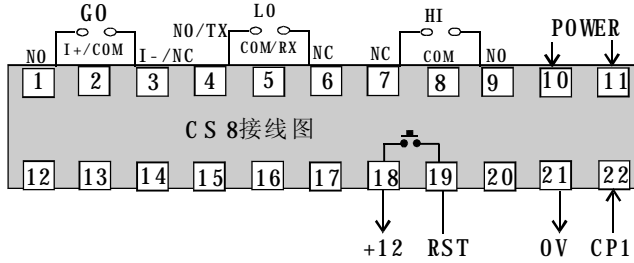 GO LO HI
NO/TX POWER
NO I+/COM I-/NC COM/RX NC NC COM NO
1 2 3 4 5 6 7 8 9 10 11
CS8接线图
12 13 14 15 16 17 18 19 20 21 22
+12 RST 0V CP1